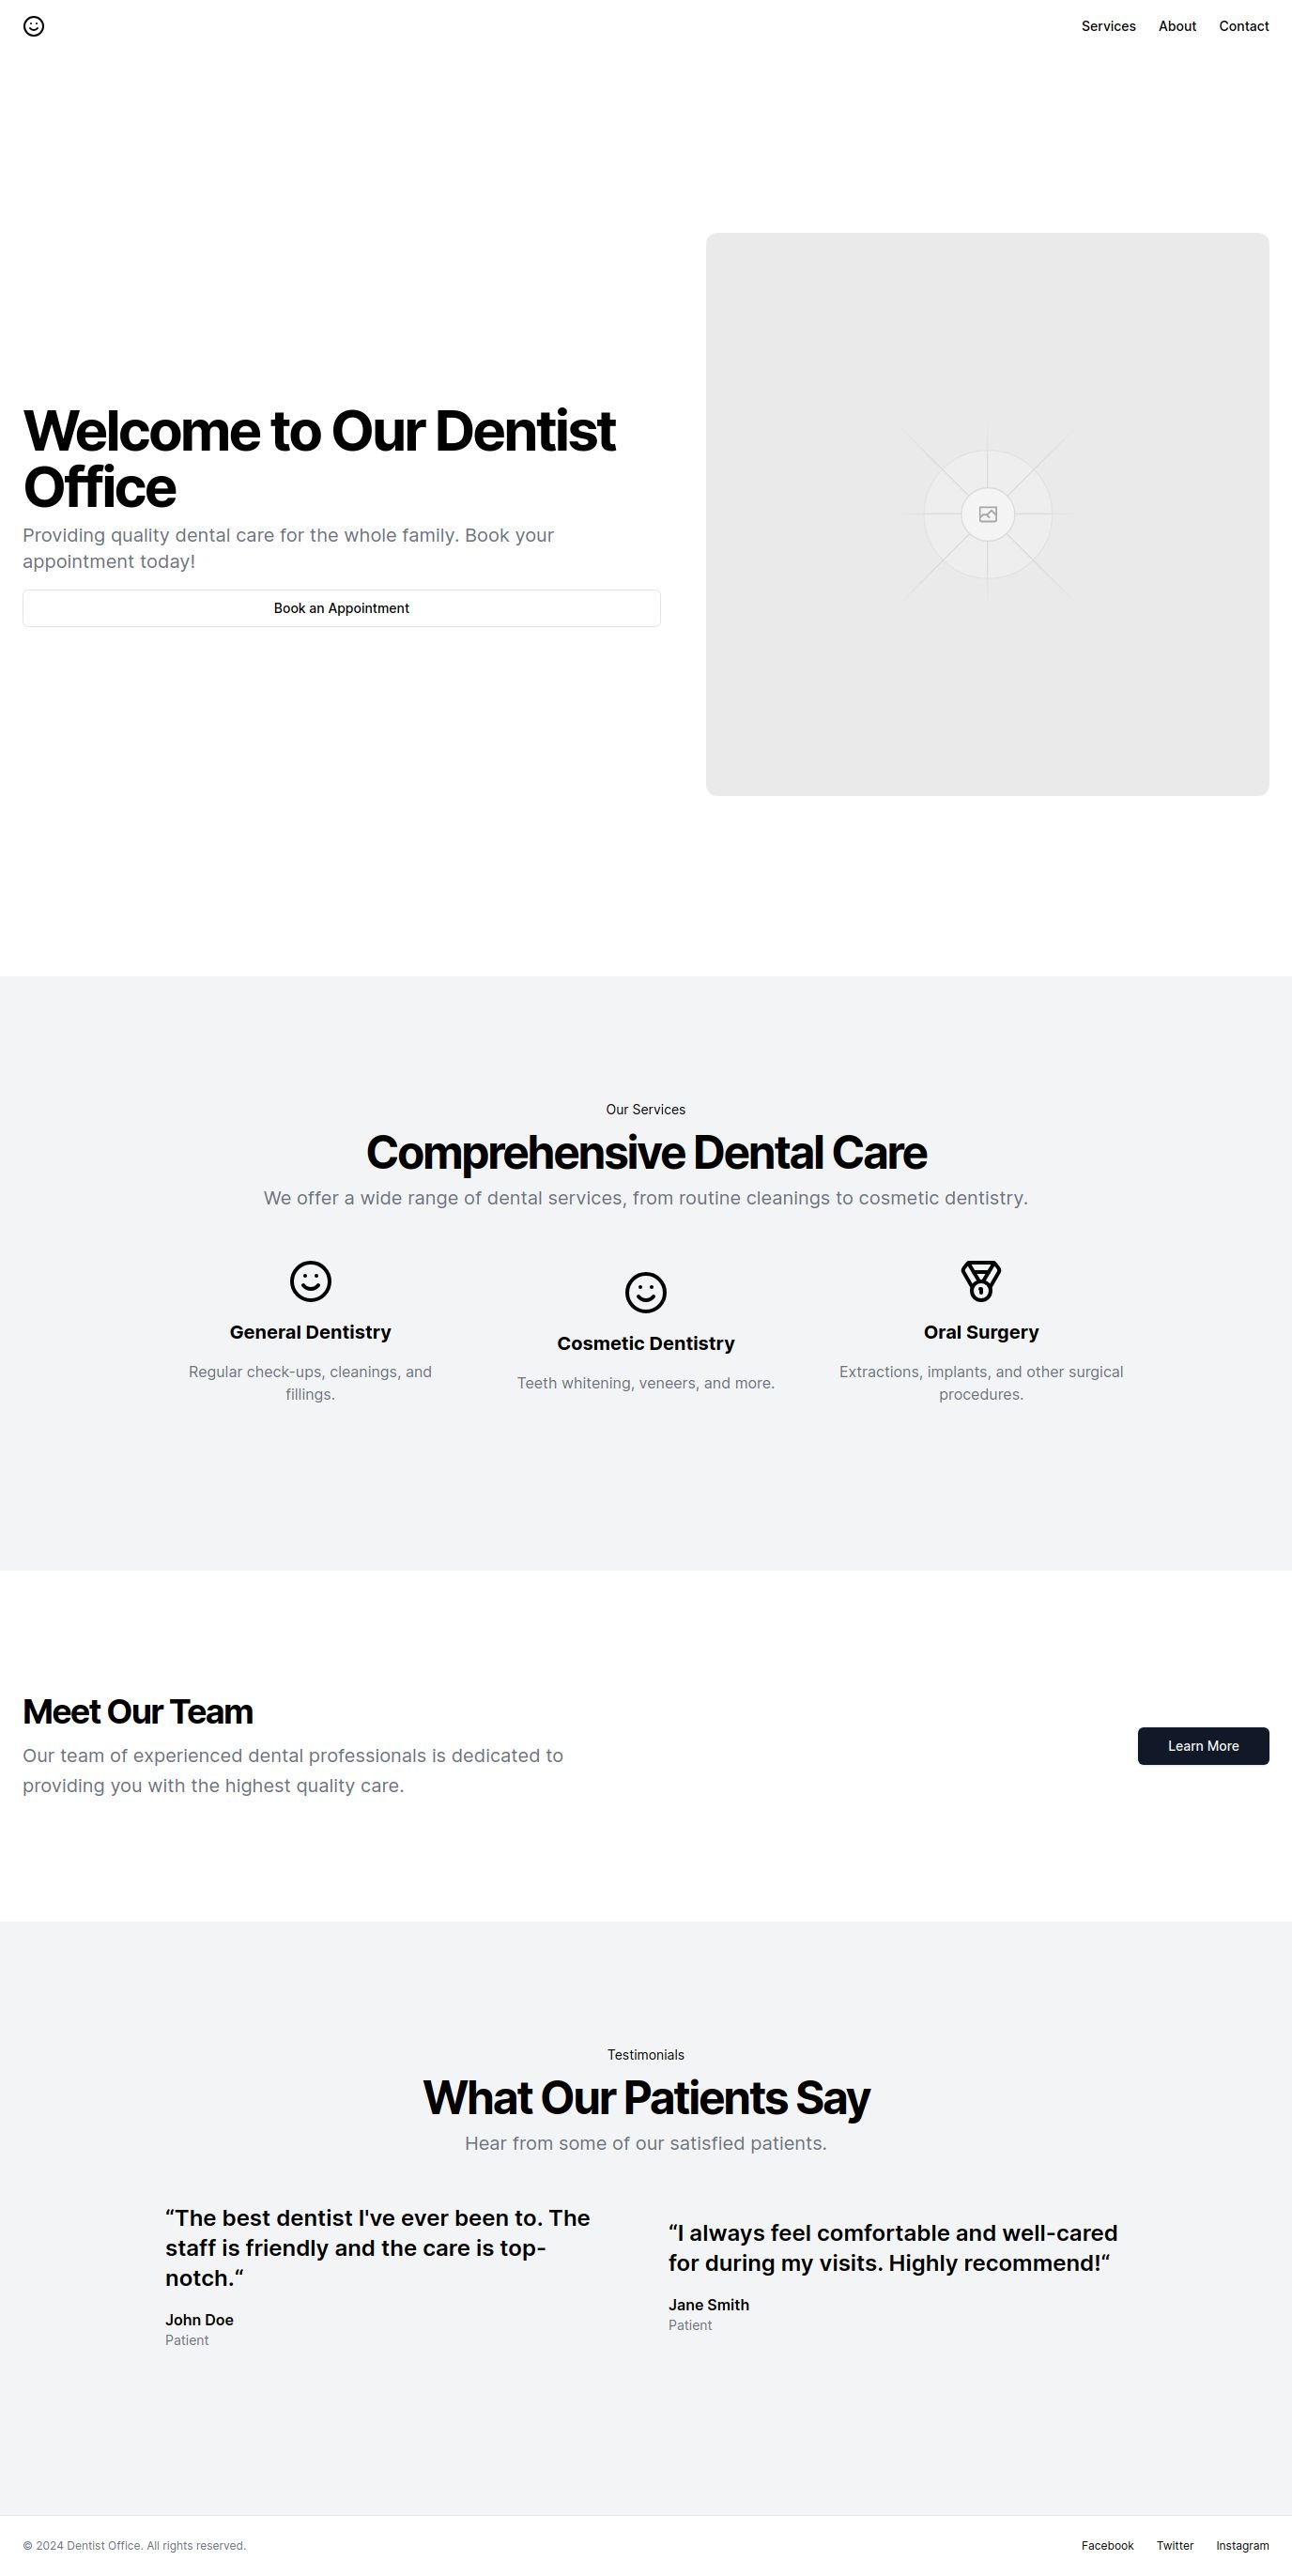 Services About Contact
Welcome to Our Dentist
Office
Providing quality dental care for the whole family. Book your
appointment today!
Book an Appointment
Our Services
Comprehensive Dental Care
We offer a wide range of dental services, from routine cleanings to cosmetic dentistry.
General Dentistry
Regular check-ups, cleanings, and
fillings.
Cosmetic Dentistry
Teeth whitening, veneers, and more.
Oral Surgery
Extractions, implants, and other surgical
procedures.
Meet Our Team
Our team of experienced dental professionals is dedicated to
providing you with the highest quality care.
Learn More
Testimonials
What Our Patients Say
Hear from some of our satisfied patients.
“The best dentist I've ever been to. The
staff is friendly and the care is top-
notch.“
John Doe
Patient
“I always feel comfortable and well-cared
for during my visits. Highly recommend!“
Jane Smith
Patient
© 2024 Dentist Office. All rights reserved.
Facebook Twitter Instagram